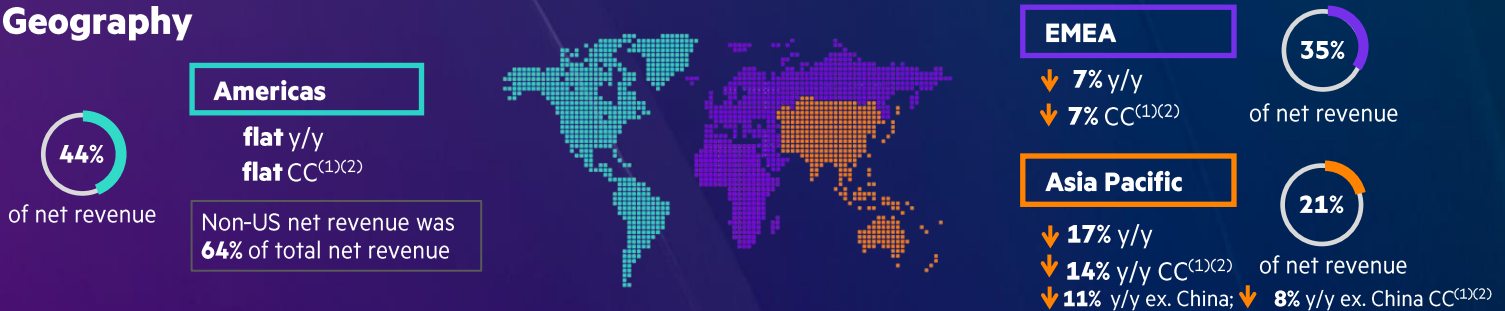 Geography
Americas
flat y/y
flat CC(1)(2)
44%
of net revenue
Non-US net revenue was
64% of total net revenue
EMEA
↓ 7% y/y
↓ 7% CC(1)(2)
35%
of net revenue
Asia Pacific
↓ 17% y/y
↓ 14% y/y CC(1)(2)
↓ 11% y/y ex. China; ↓ 8% y/y ex. China CC(1)(2)
21%
of net revenue